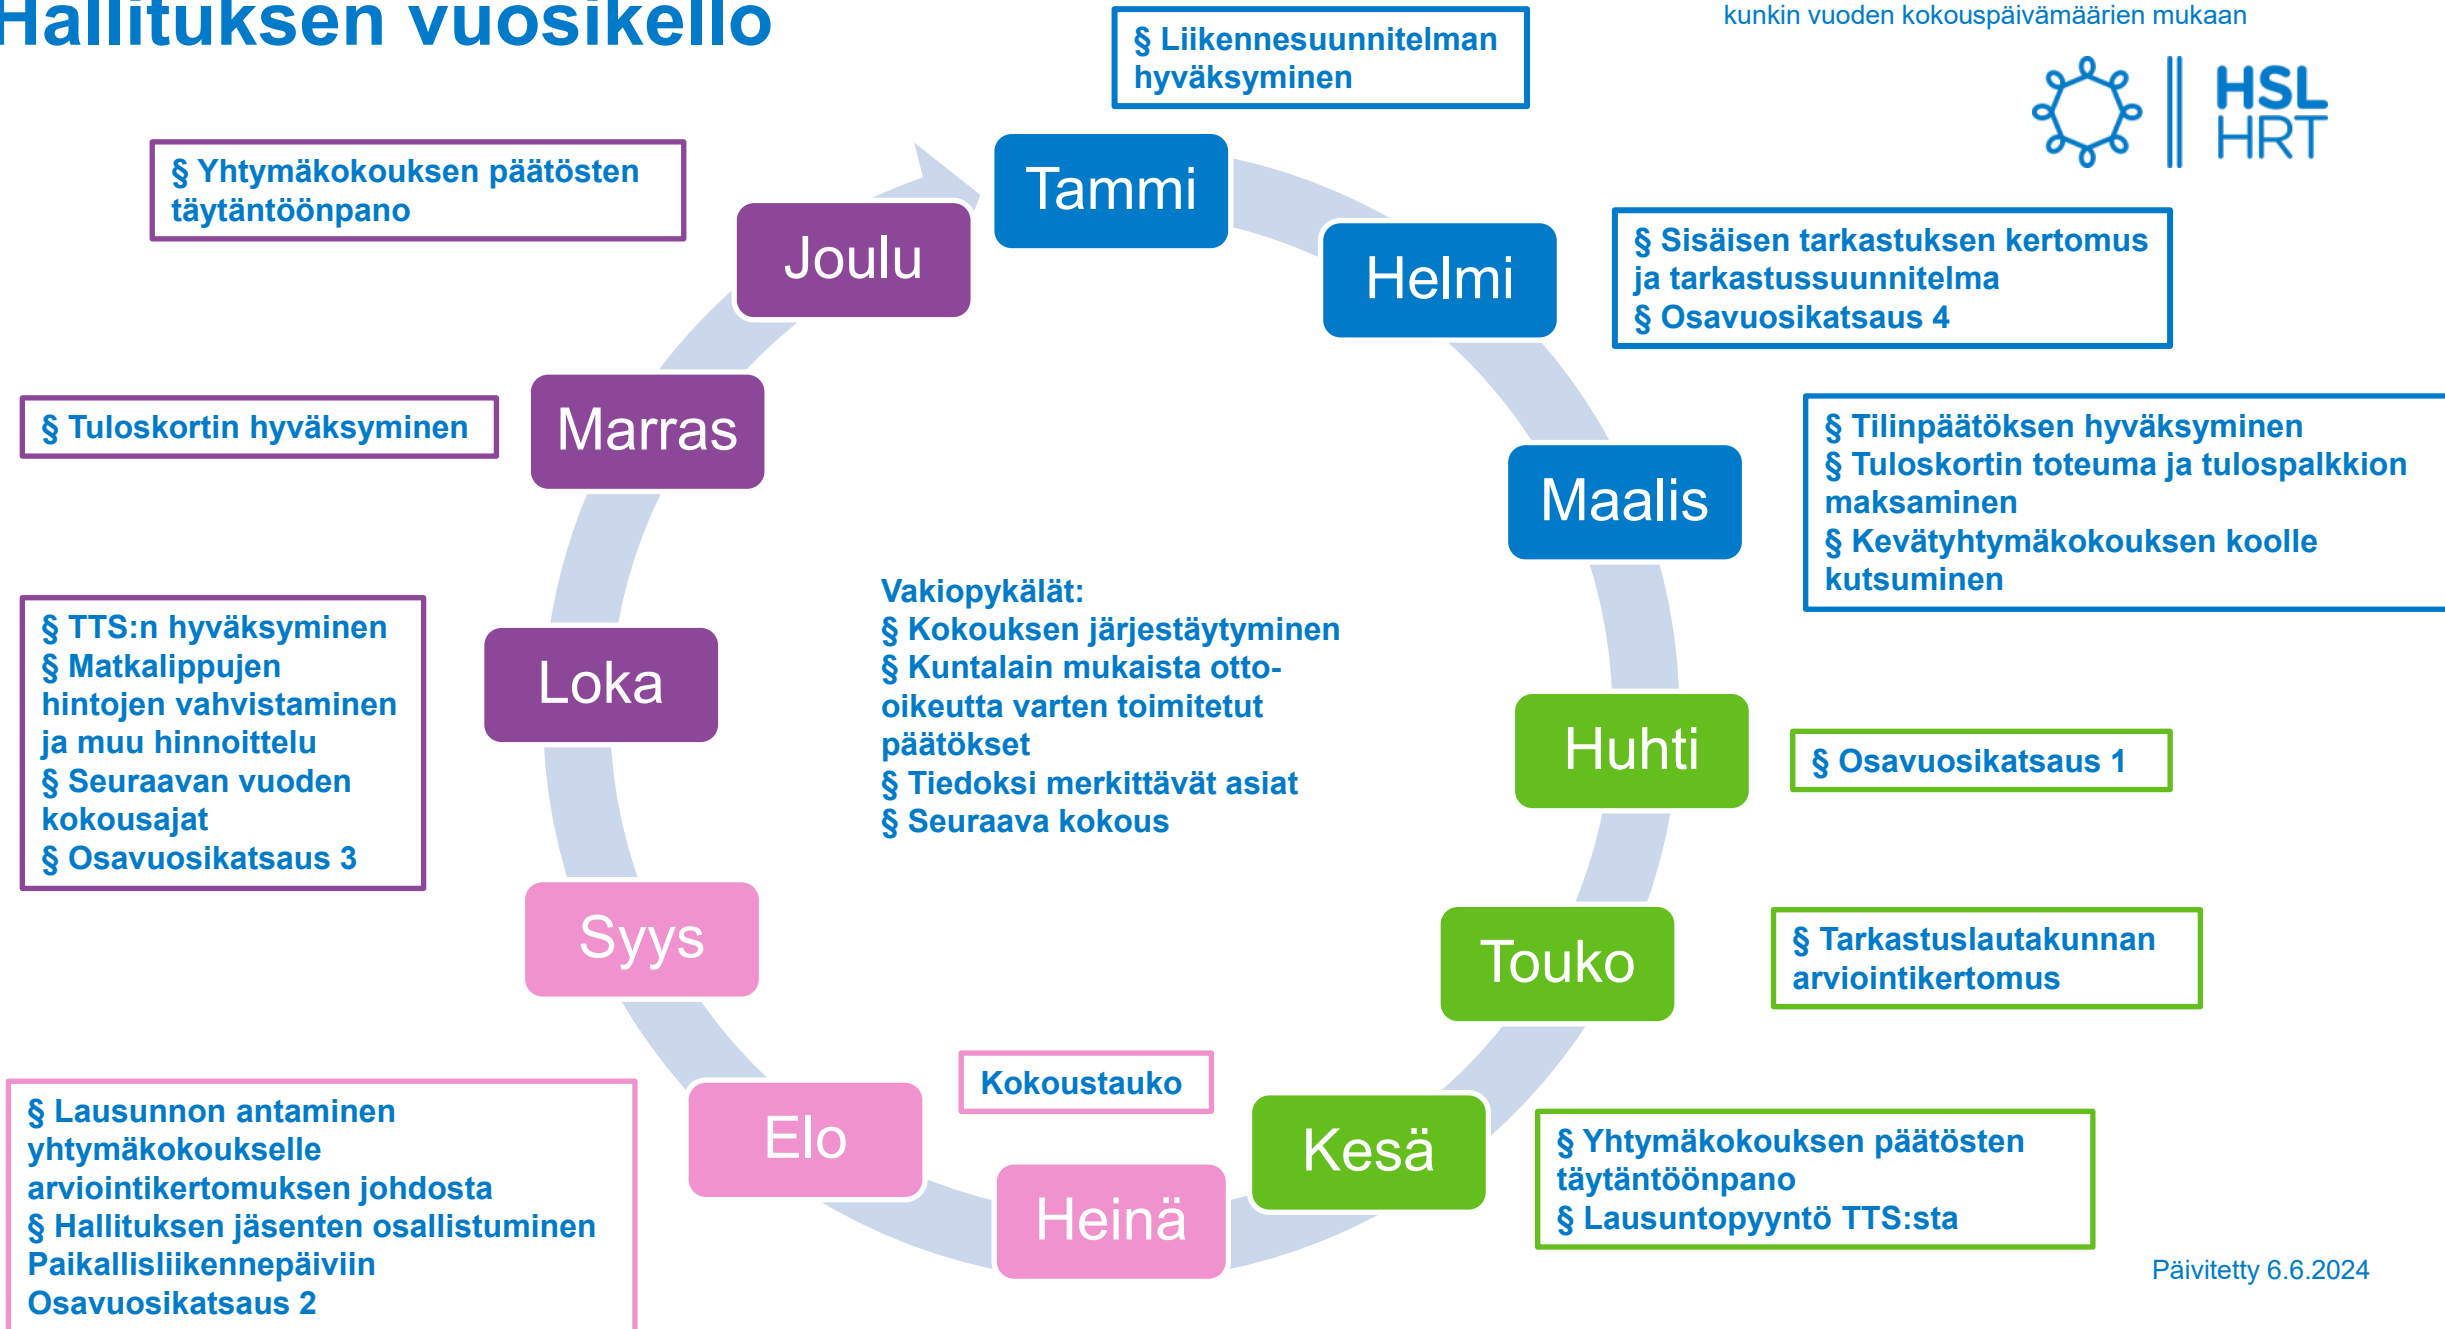 Hallituksen vuosikello
kunkin vuoden kokouspäivämäärien mukaan
HSL
HRT
§ Liikennesuunnitelman
hyväksyminen
Tammi
Helmi
§ Sisäisen tarkastuksen kertomus
ja tarkastussuunnitelma
§ Osavuosikatsaus 4
Maalis
§ Tilinpäätöksen hyväksyminen
§ Tuloskortin toteuma ja tulospalkkion
maksaminen
§ Kevätyhtymäkokouksen koolle
kutsuminen
Huhti
§ Osavuosikatsaus 1
Touko
§ Tarkastuslautakunnan
arviointikertomus
Kesä
§ Yhtymäkokouksen päätösten
täytäntöönpano
§ Lausuntopyyntö TTS:sta
Heinä
Kokoustauko
Elo
§ Lausunnon antaminen
yhtymäkokoukselle
arviointikertomuksen johdosta
§ Hallituksen jäsenten osallistuminen
Paikallisliikennepäiviin
Osavuosikatsaus 2
Syys
Loka
§ TTS:n hyväksyminen
§ Matkalippujen
hintojen vahvistaminen
ja muu hinnoittelu
§ Seuraavan vuoden
kokousajat
§ Osavuosikatsaus 3
Marras
§ Tuloskortin hyväksyminen
Joulu
§ Yhtymäkokouksen päätösten
täytäntöönpano
Vakiopykälät:
§ Kokouksen järjestäytyminen
§ Kuntalain mukaista otto-
oikeutta varten toimitetut
päätökset
§ Tiedoksi merkittävät asiat
§ Seuraava kokous
Päivitetty 6.6.2024